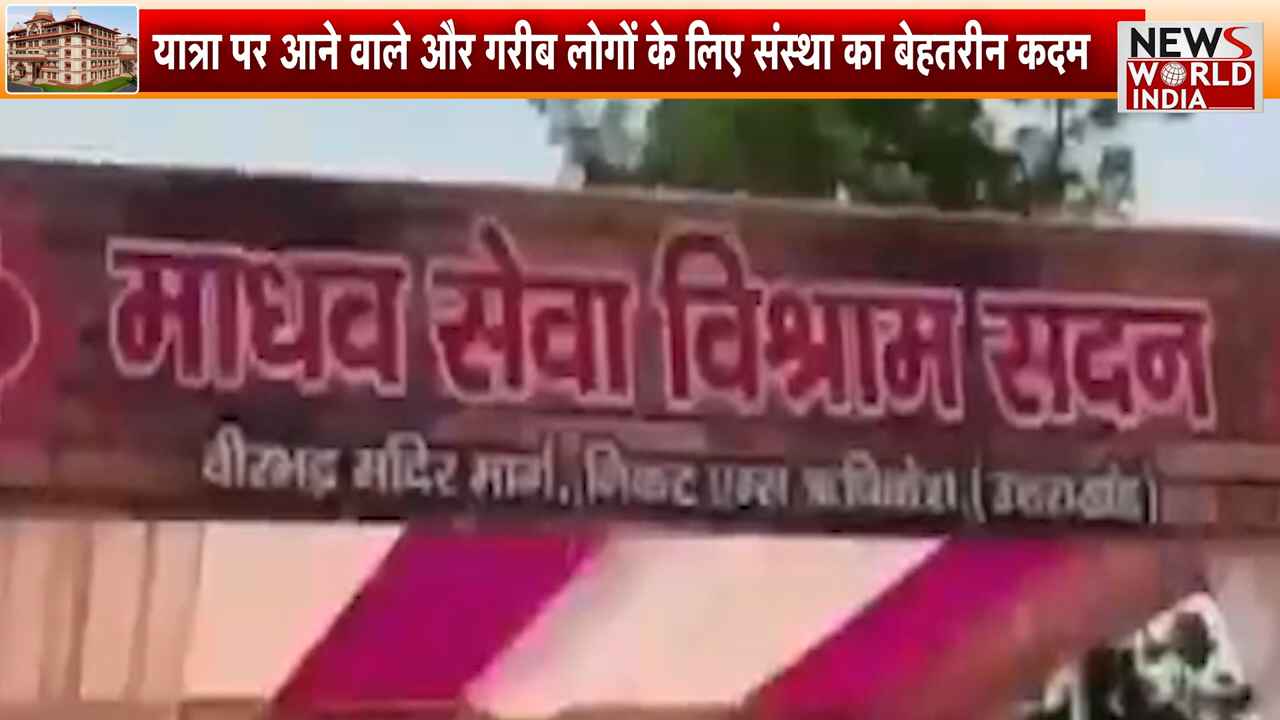 यात्रा पर आने वाले और गरीब लोगों के लिए संस्था का बेहतरीन कदम
NEWS
WORLD
INDIA
माधव सेवा विश्राम सदन
वीरभद्र मंदिर मार्ग, निकट एम्स ऋषिकेश (उत्तराखंड)